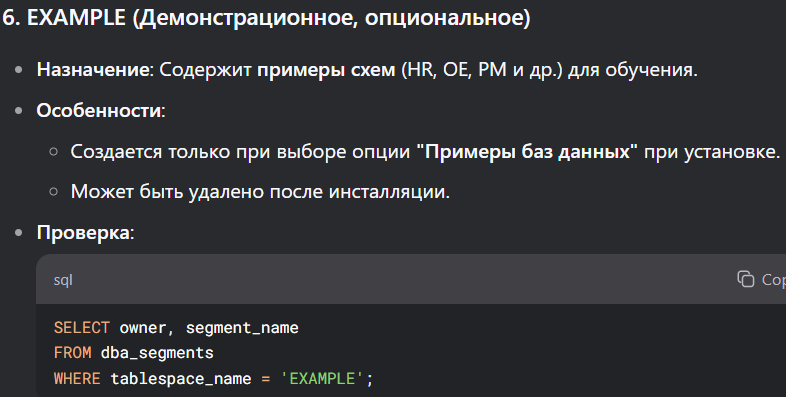 6. EXAMPLE (Демонстрационное, опциональное)
Назначение: Содержит примеры схем (HR, OE, PM и др.) для обучения.
Особенности:
Создается только при выборе опции "Примеры баз данных" при установке.
Может быть удалено после инсталляции.
Проверка:
sql Cop
SELECT owner, segment_name
FROM dba_segments
WHERE tablespace_name = 'EXAMPLE';